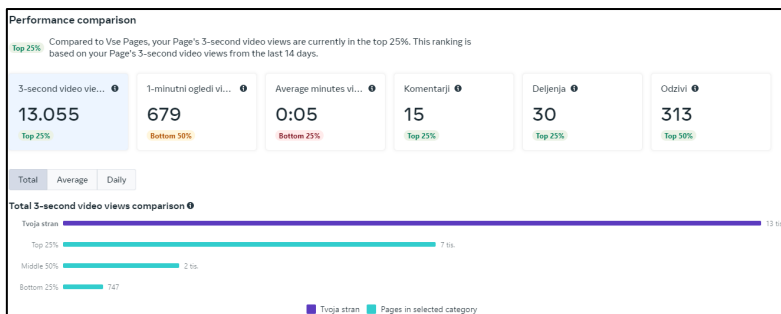 Performance comparison
Top 25%
Compared to Vse Pages, your Page's 3-second video views are currently in the top 25%. This ranking is
based on your Page's 3-second video views from the last 14 days.
3-second video vie...
13.055
Top 25%
1-minutni ogledi vi...
679
Bottom 50%
Average minutes vi...
0:05
Bottom 25%
Komentarji
15
Top 25%
Deljenja
30
Top 25%
Odzivi
313
Top 50%
Total Average Daily
Total 3-second video views comparison
Tvoja stran 13 tis
Top 25% 7 tis.
Middle 50% 2 tis.
Bottom 25% 747
Tvoja stran Pages in selected category